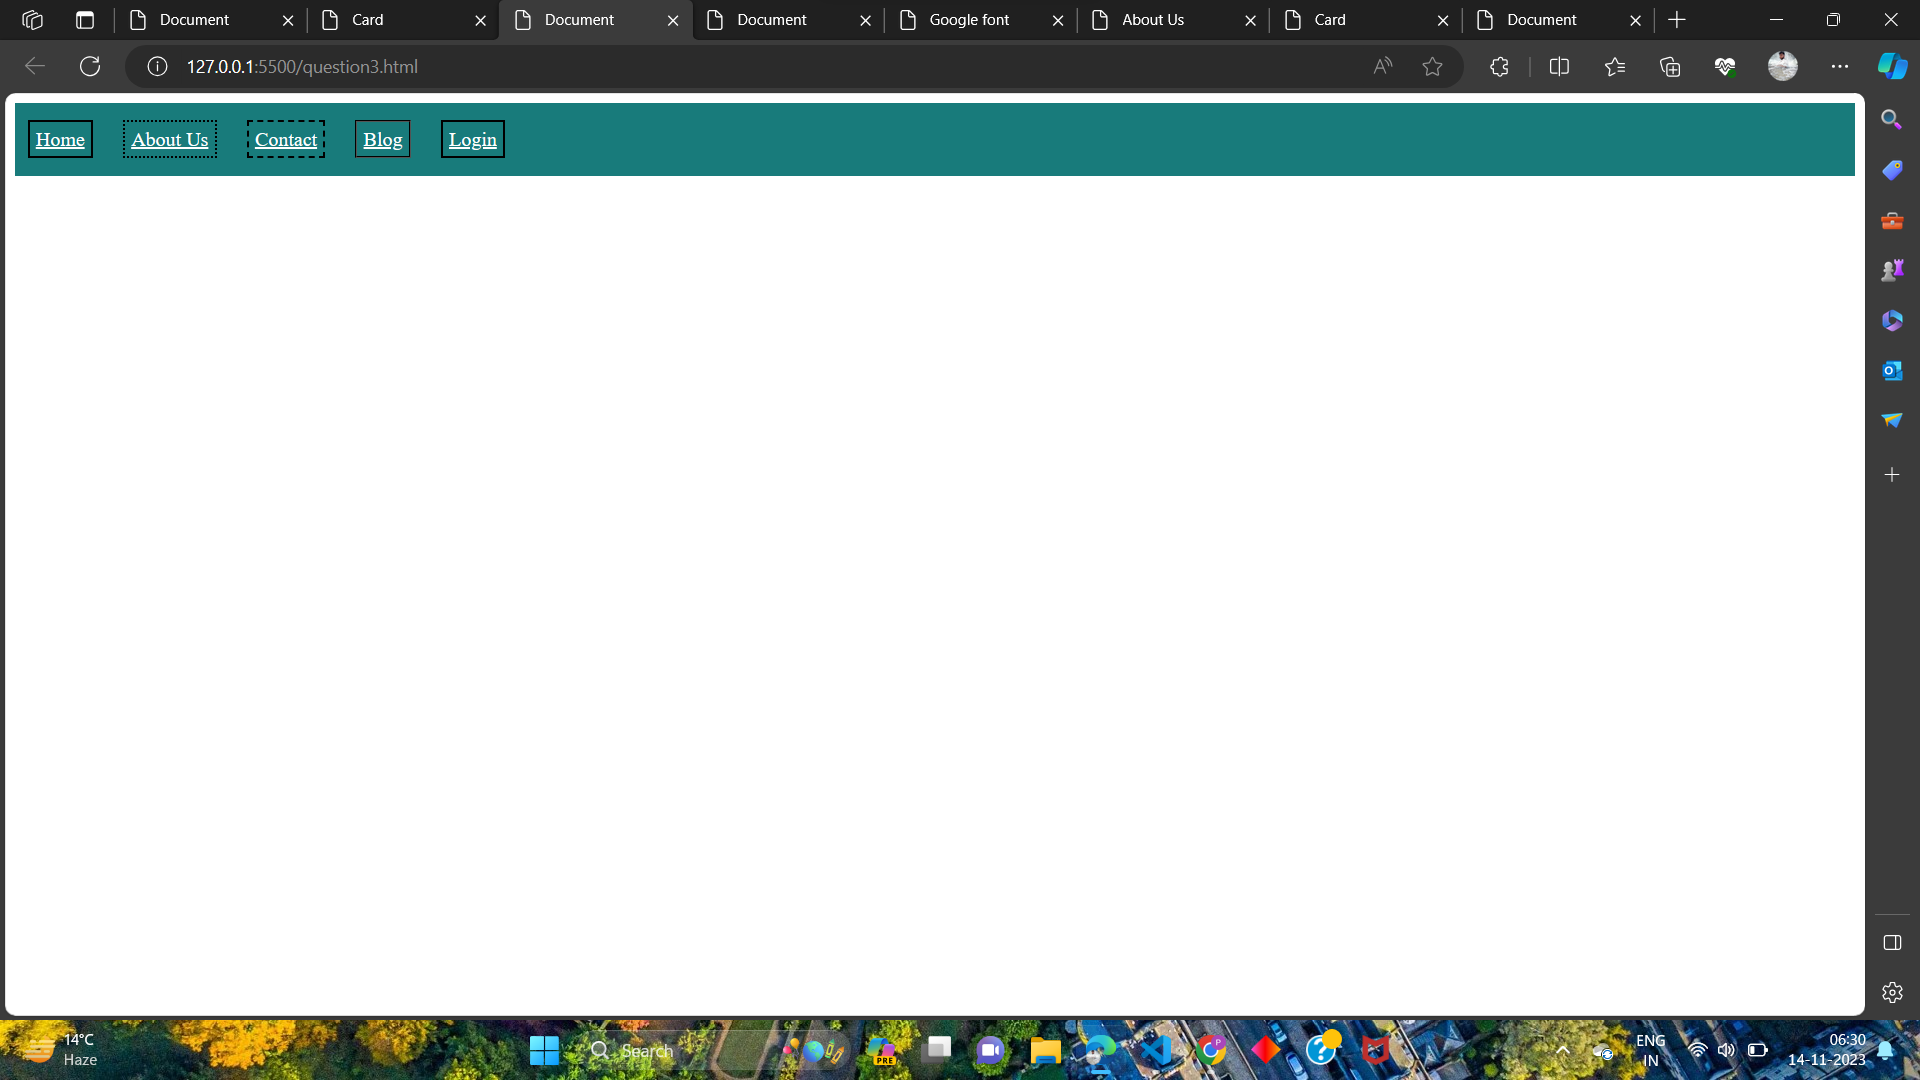 Document
Card
Document
Document
Google font
About Us
Card
Document
127.0.0.1:5500/question3.html
Home
About Us
Contact
Blog
Login
14°C
Haze
Search
PRE
ENG
IN
06:30
14-11-2023